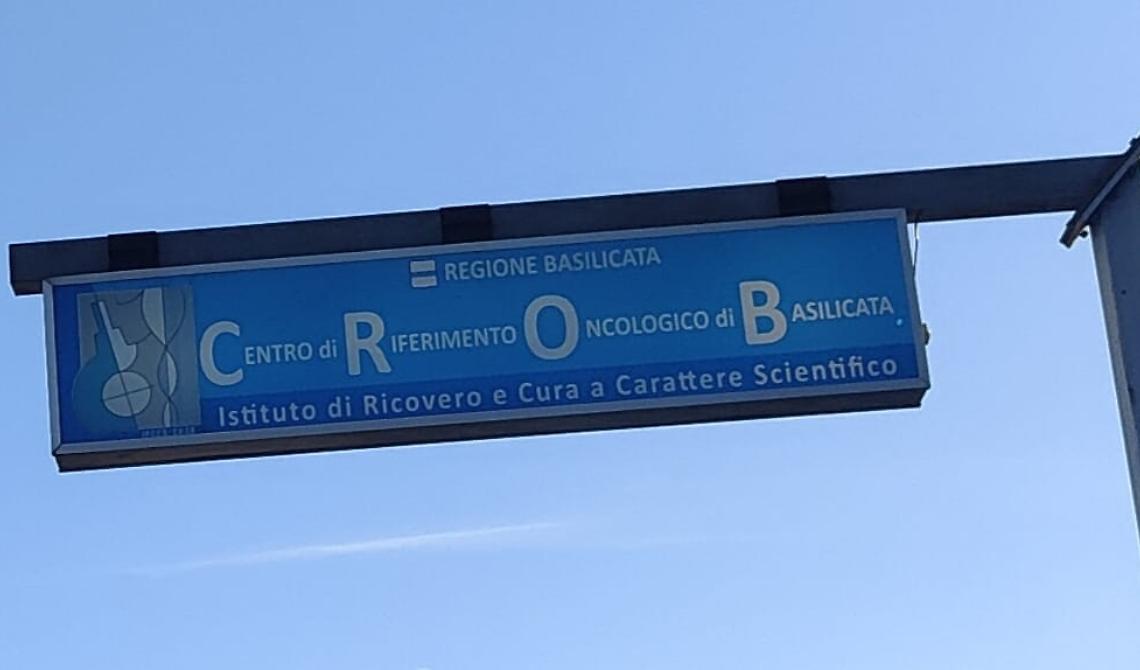 REGIONE BASILICATA
CENTRO di RIFERIMENTO ONCOLOGICO di BASILICATA
Istituto di Ricovero e Cura a Carattere Scientifico